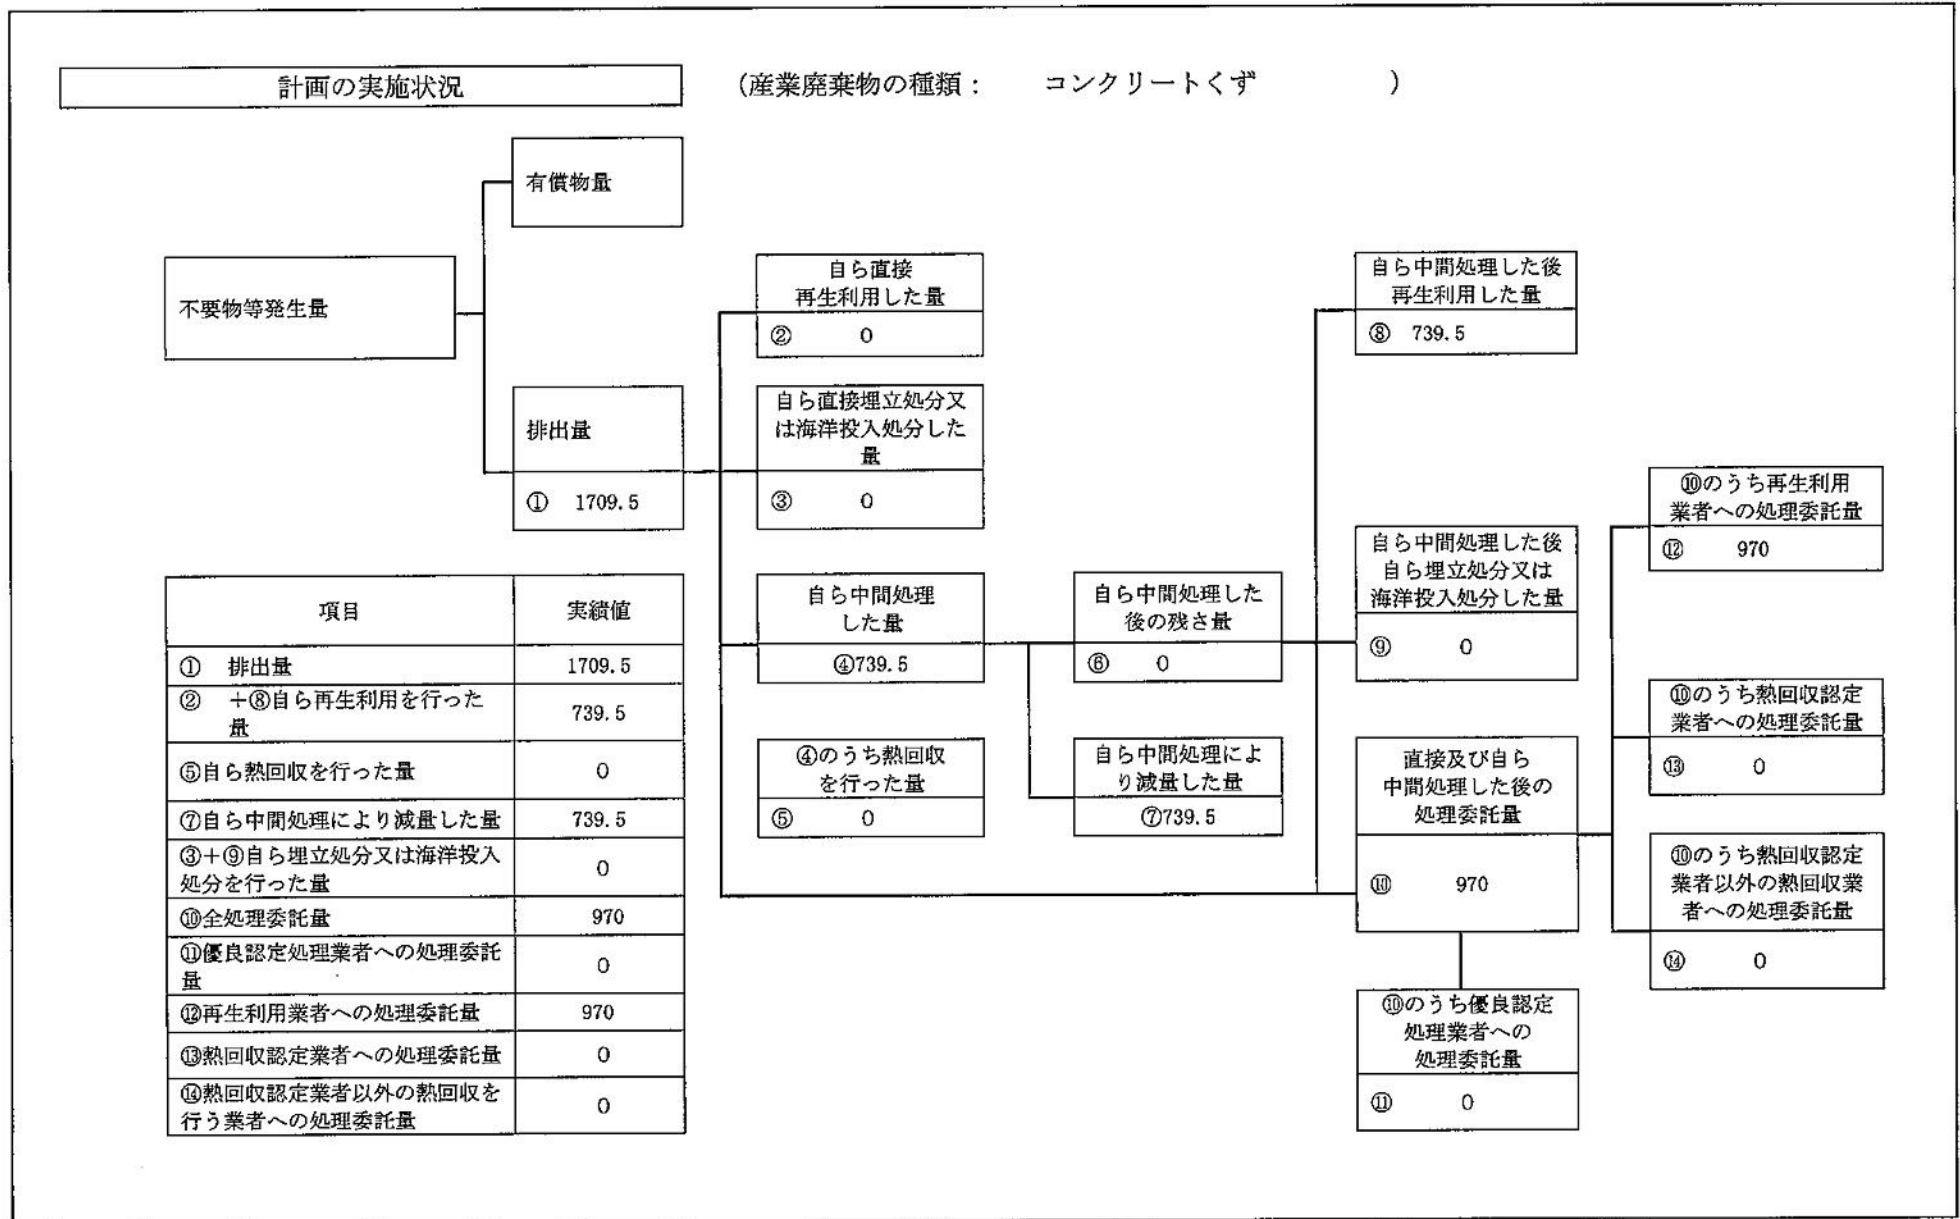 計画の実施状況
(産業廃棄物の種類： コンクリートくず )
有償物量
不要物等発生量
排出量
① 1709.5
自ら直接
再生利用した量
② 0
自ら直接埋立処分又
は海洋投入処分した
量
③ 0
自ら中間処理
した量
④739.5
④のうち熱回収
を行った量
⑤ 0
自ら中間処理した
後の残さ量
⑥ 0
自ら中間処理によ
り減量した量
⑦739.5
自ら中間処理した後
再生利用した量
⑧ 739.5
自ら中間処理した後
自ら埋立処分又は
海洋投入処分した量
⑨ 0
直接及び自ら
中間処理した後の
処理委託量
⑩ 970
⑩のうち優良認定
処理業者への
処理委託量
⑪ 0
⑩のうち再生利用
業者への処理委託量
⑫ 970
⑩のうち熱回収認定
業者への処理委託量
⑬ 0
⑩のうち熱回収認定
業者以外の熱回収業
者への処理委託量
⑭ 0
項目 実績値
① 排出量 1709.5
② +⑧自ら再生利用を行った
量 739.5
⑤自ら熱回収を行った量 0
⑦自ら中間処理により減量した量 739.5
③+⑨自ら埋立処分又は海洋投入
処分を行った量 0
⑩全処理委託量 970
⑪優良認定処理業者への処理委託
量 0
⑫再生利用業者への処理委託量 970
⑬熱回収認定業者への処理委託量 0
⑭熱回収認定業者以外の熱回収を
行う業者への処理委託量 0